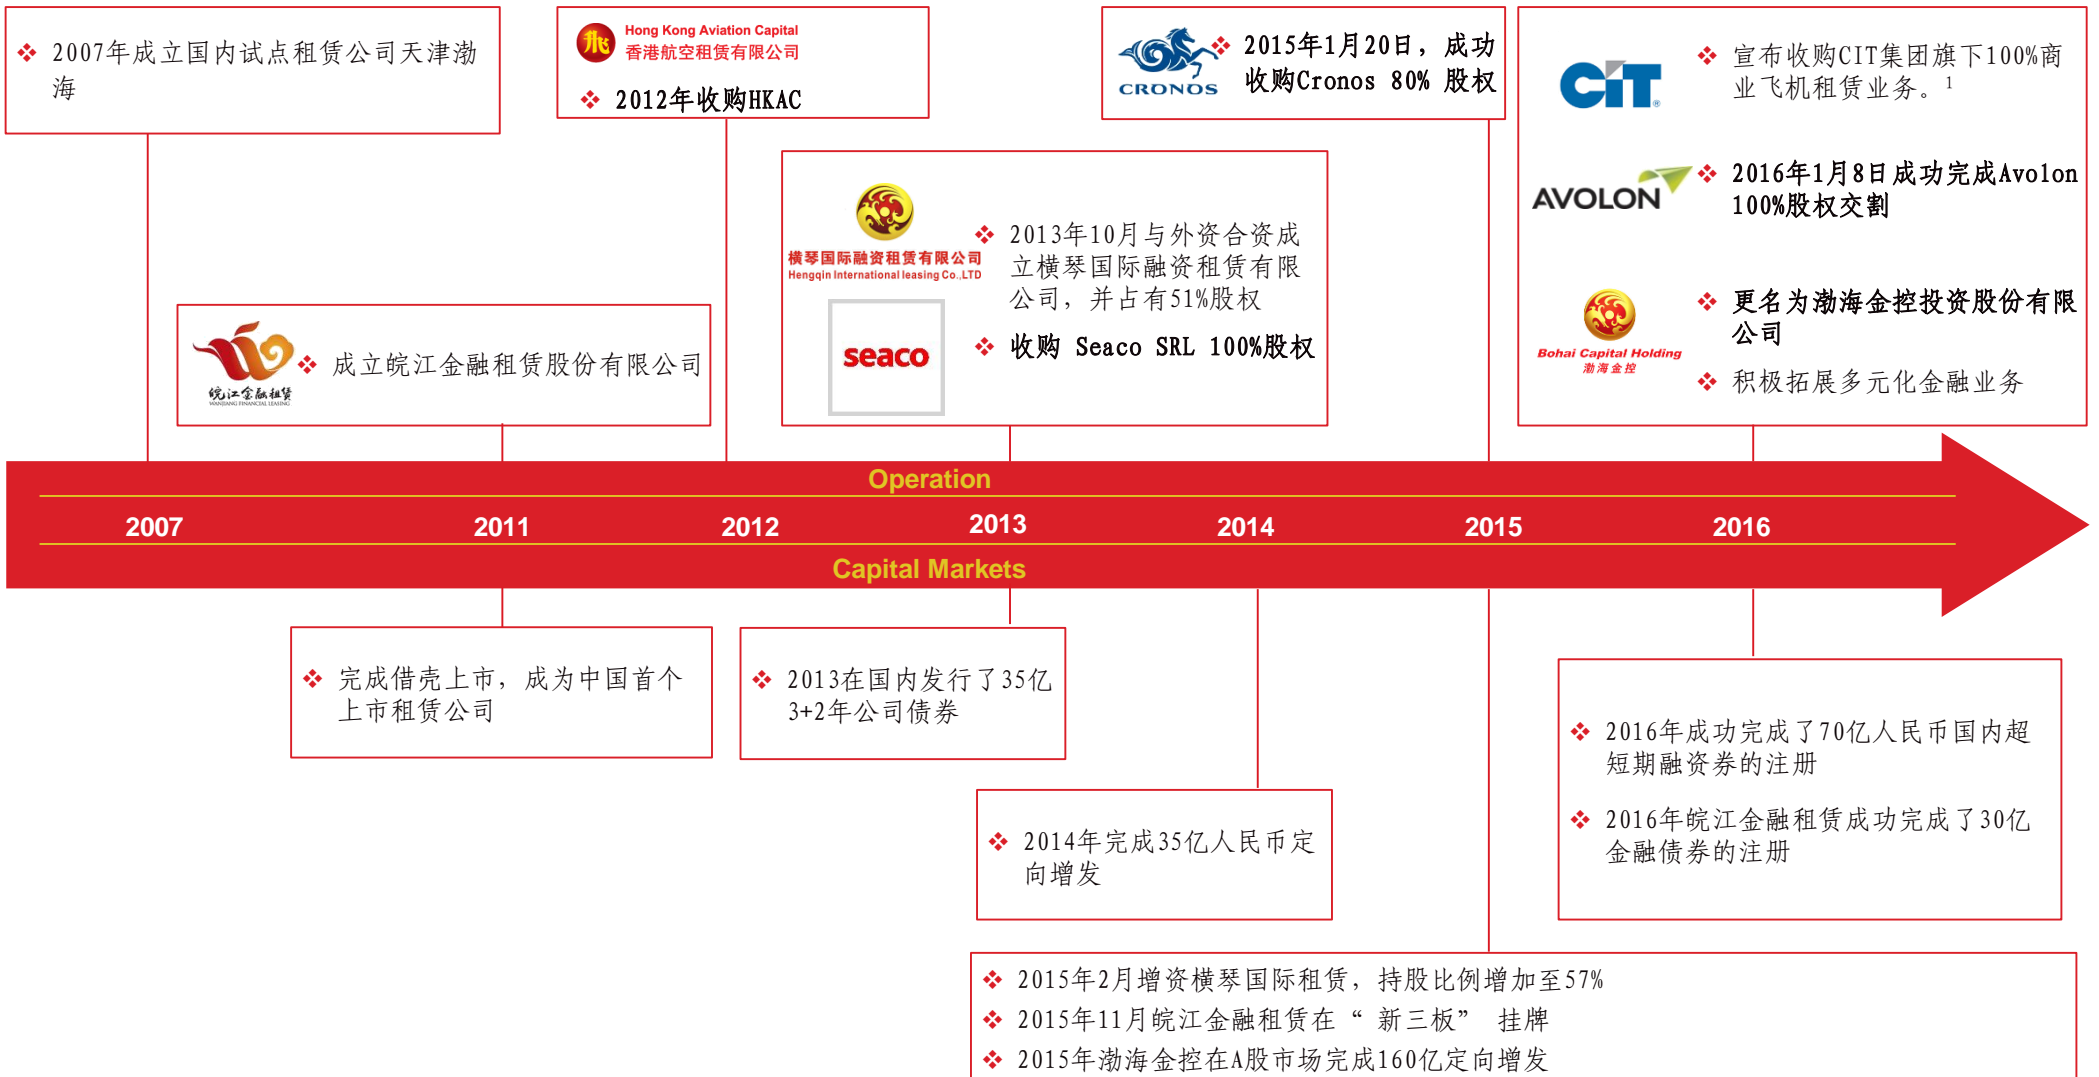 ❖ 2007年成立国内试点租赁公司天津渤
海
Hong Kong Aviation Capital
香港航空租赁有限公司
❖ 2012年收购HKAC
CRONOS
❖ 2015年1月20日，成功
收购Cronos 80% 股权
CIT
❖ 宣布收购CIT集团旗下100%商
业飞机租赁业务。1
AVOLON
❖ 2016年1月8日成功完成Avolon
100%股权交割
Bohai Capital Holding
渤海金控
❖ 更名为渤海金控投资股份有限
公司
❖ 积极拓展多元化金融业务
横琴国际融资租赁有限公司
Hengqin International leasing Co.,LTD
❖ 2013年10月与外资合资成
立横琴国际融资租赁有限
公司，并占有51%股权
seaco
❖ 收购 Seaco SRL 100%股权
皖江金融租赁
WANJIANG FINANCIAL LEASING
❖ 成立皖江金融租赁股份有限公司
Operation
2007 2011 2012 2013 2014 2015 2016
Capital Markets
❖ 完成借壳上市，成为中国首个
上市租赁公司
❖ 2013在国内发行了35亿
3+2年公司债券
❖ 2014年完成35亿人民币定
向增发
❖ 2016年成功完成了70亿人民币国内超
短期融资券的注册
❖ 2016年皖江金融租赁成功完成了30亿
金融债券的注册
❖ 2015年2月增资横琴国际租赁，持股比例增加至57%
❖ 2015年11月皖江金融租赁在“ 新三板” 挂牌
❖ 2015年渤海金控在A股市场完成160亿定向增发